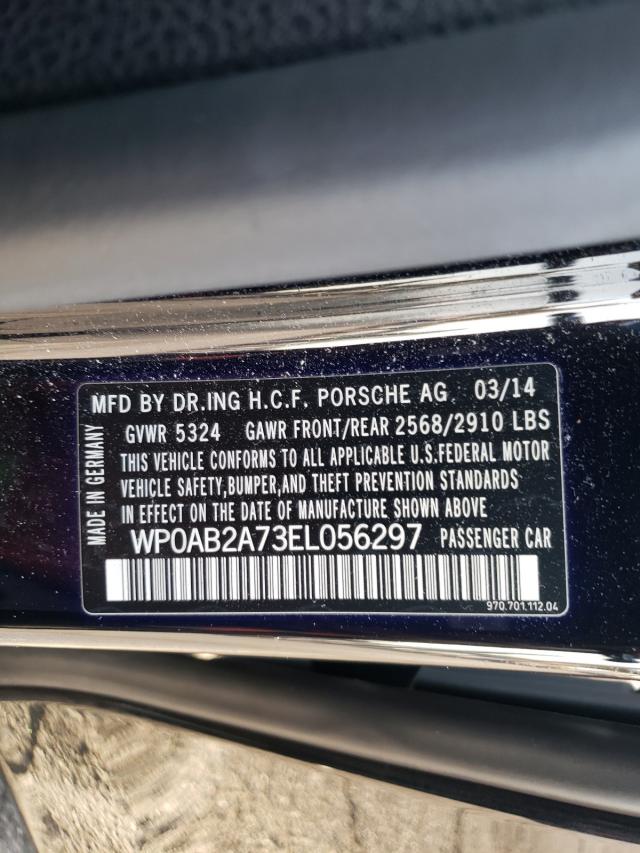 MFD BY DR.ING H.C.F. PORSCHE AG 03/14
GVWR 5324 GAWR FRONT/REAR 2568/2910 LBS
THIS VEHICLE CONFORMS TO ALL APPLICABLE U.S.FEDERAL MOTOR
VEHICLE SAFETY,BUMPER,AND THEFT PREVENTION STANDARDS
IN EFFECT ON THE DATE OF MANUFACTURE SHOWN ABOVE
WP0AB2A73EL056297 PASSENGER CAR
970.701.112.04
MADE IN GERMANY